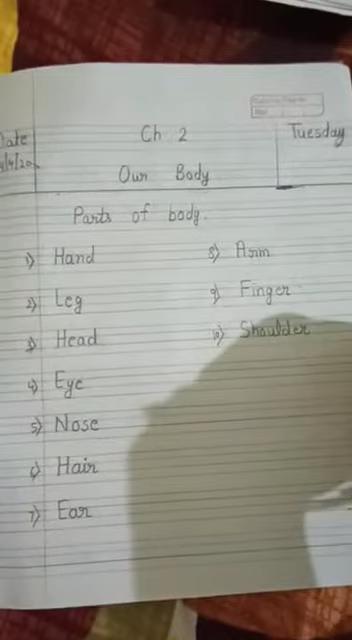 Date
Ch 2
Tuesday
Our Body
Parts of body.
1) Hand
2) Leg
3) Head
4) Eye
5) Nose
6) Hair
7) Ear
8) Arm
9) Finger
10) Shoulder